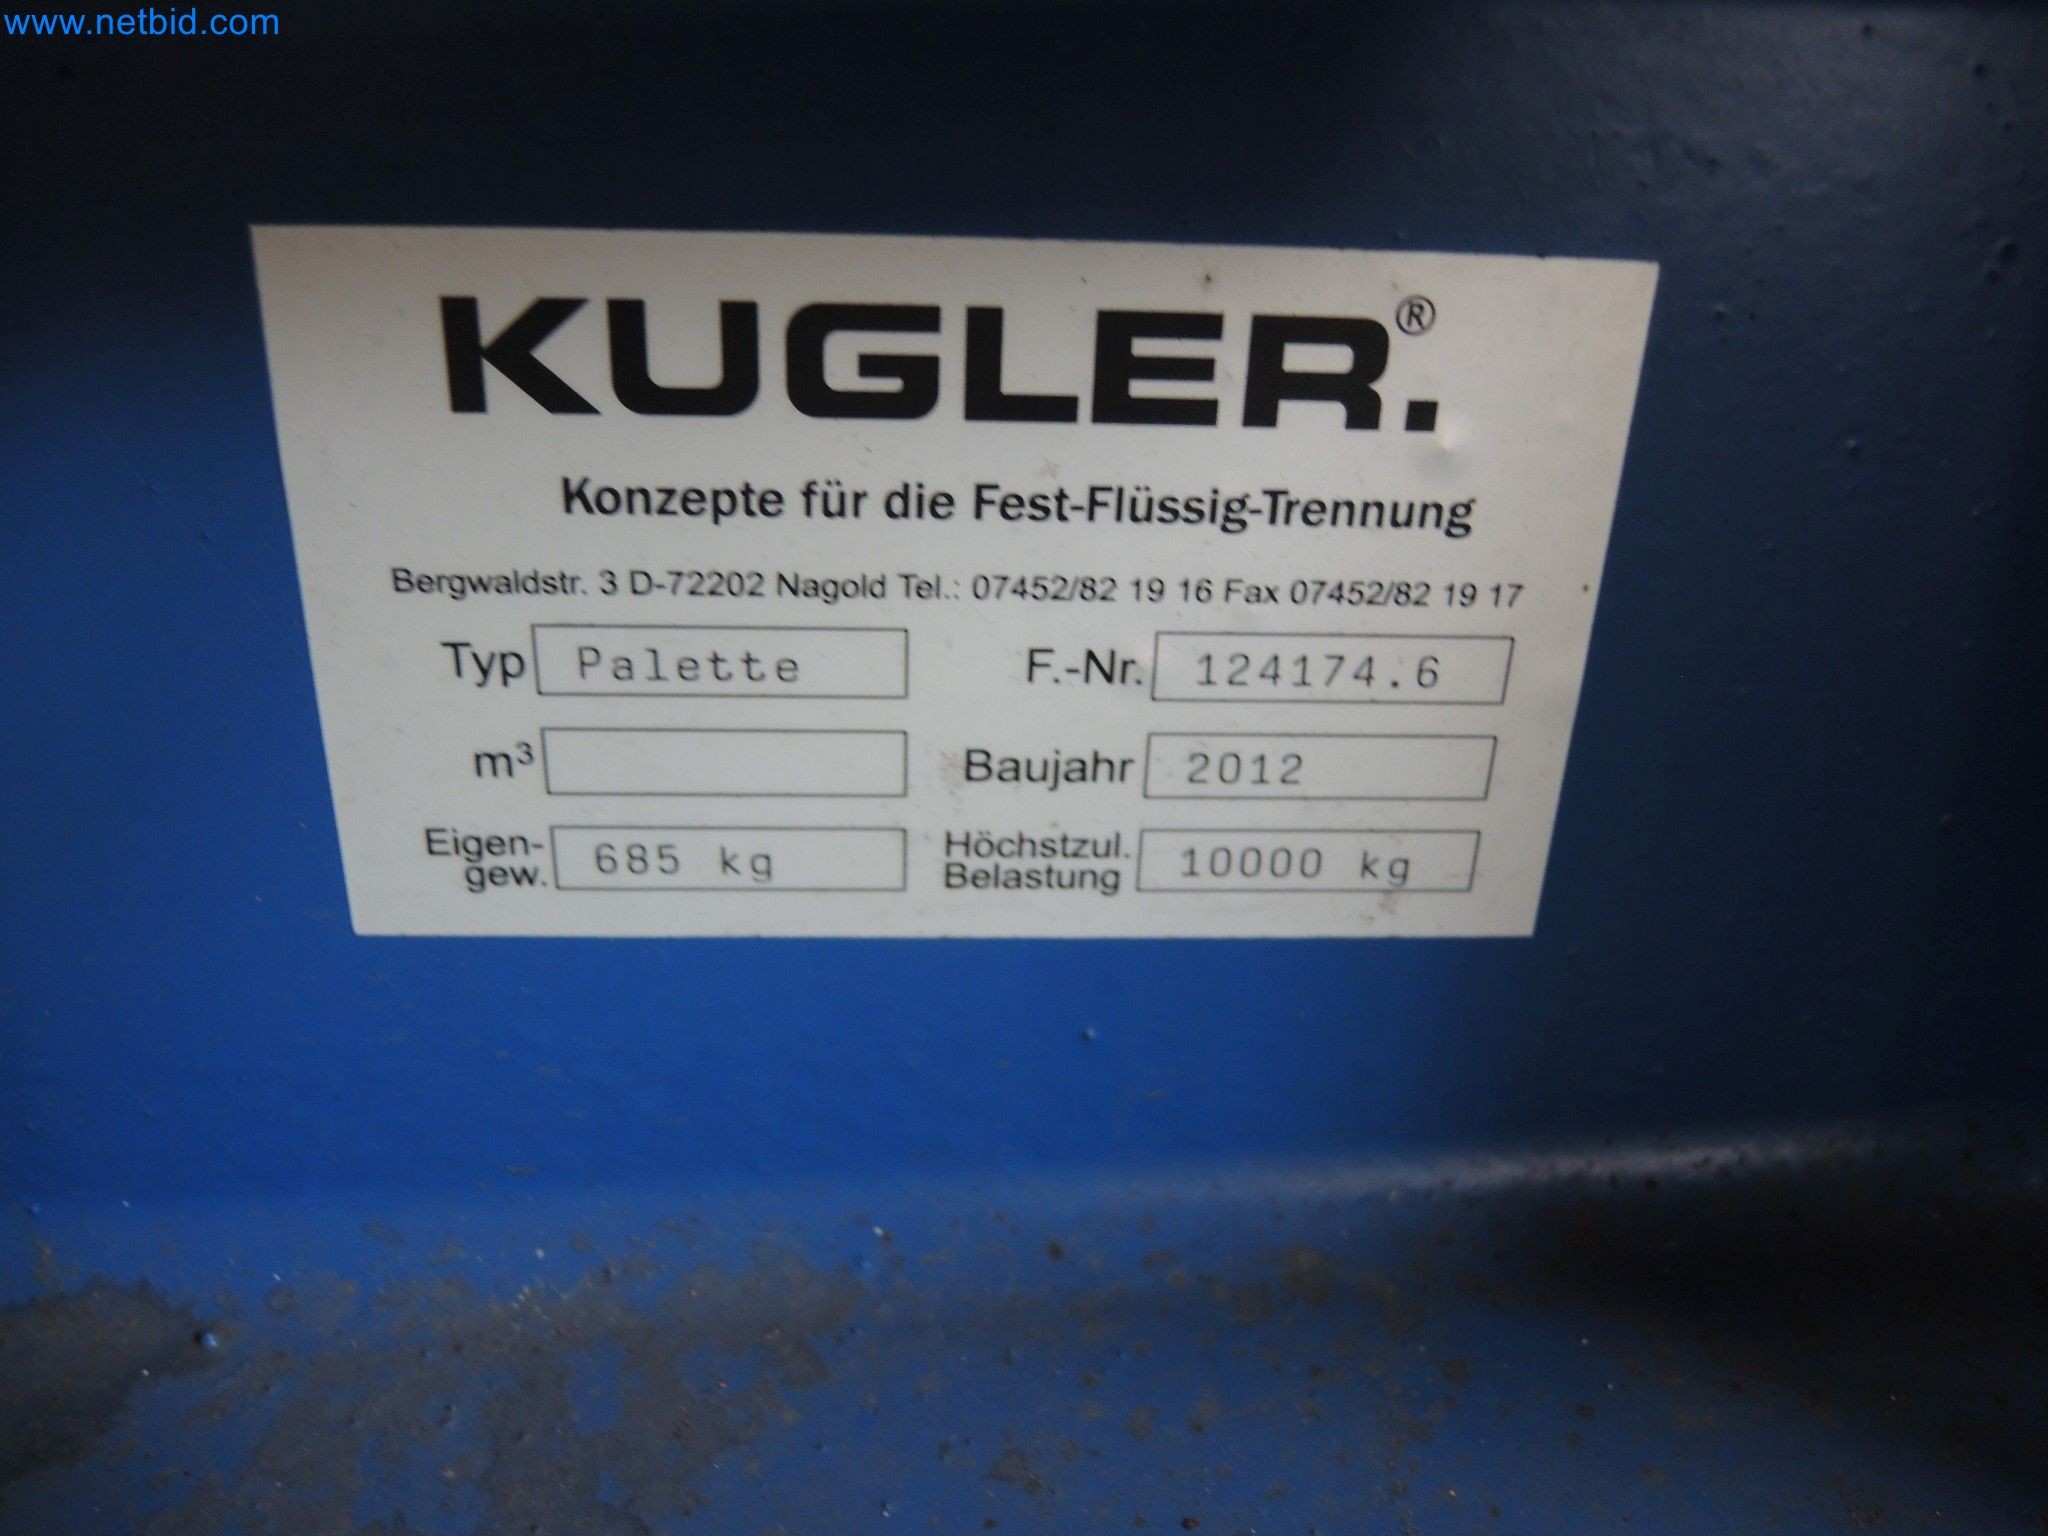 www.netbid.com
KUGLER.®
Konzepte für die Fest-Flüssig-Trennung
Bergwaldstr. 3 D-72202 Nagold Tel.: 07452/82 19 16 Fax 07452/82 19 17
Typ Palette F.-Nr. 124174.6
m³ Baujahr 2012
Eigen- Höchstzul.
gew. 685 kg Belastung 10000 kg